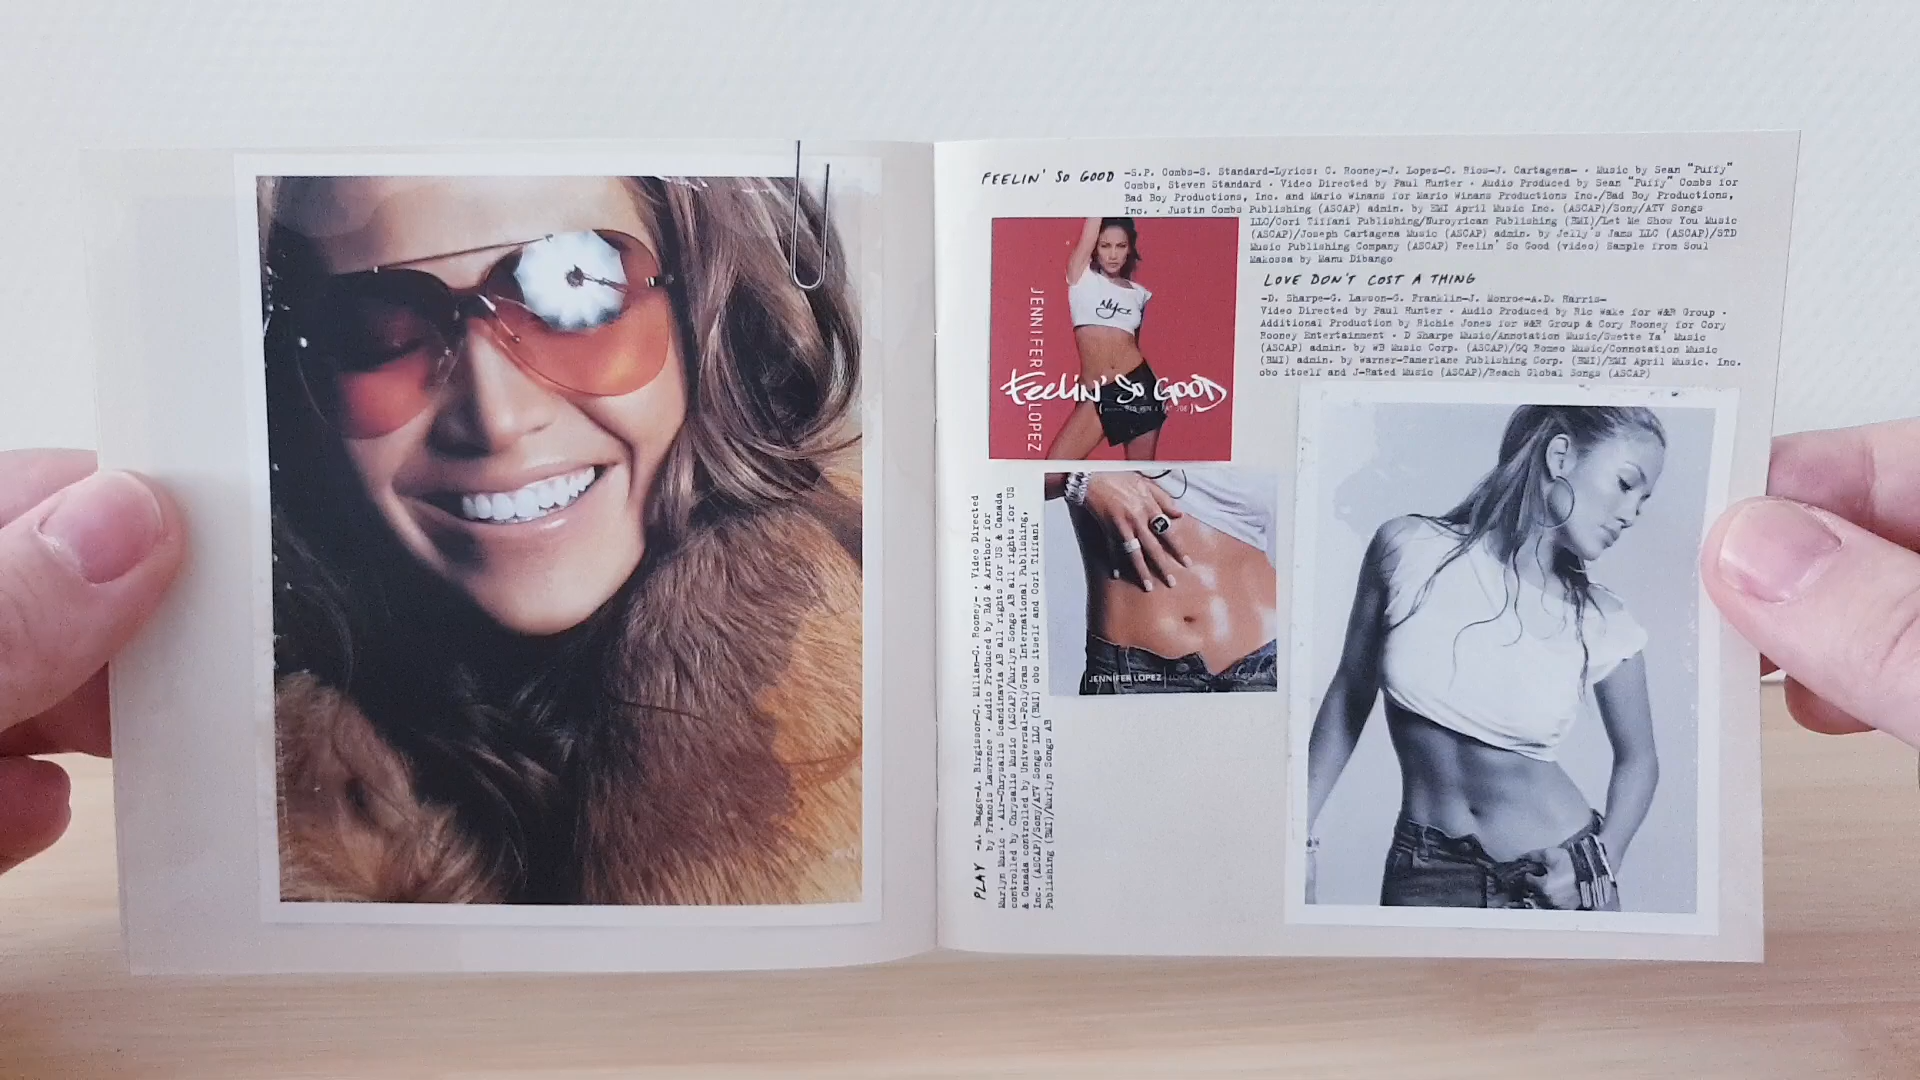 FEELIN' SO GOOD -S.P. Combs-S. Standard-Lyrics: C. Rooney-J. Lopez-C. Rios-J. Cartagena- · Music by Sean "Puffy"
Combs, Steven Standard · Video Directed by Paul Hunter · Audio Produced by Sean "Puffy" Combs for
Bad Boy Productions, Inc. and Mario Winans for Mario Winans Productions Inc./Bad Boy Productions,
Inc. · Justin Combs Publishing (ASCAP) admin. by EMI April Music Inc. (ASCAP)/Sony/ATV Songs
LLC/Cori Tiffani Publishing/Nuroyrican Publishing (BMI)/Let Me Show You Music
(ASCAP)/Joseph Cartagena Music (ASCAP) admin. by Jelly's Jams LLC (ASCAP)/STD
Music Publishing Company (ASCAP) Feelin' So Good (video) Sample from Soul
Makossa by Manu Dibango
JENNIFER LOPEZ
Nyc
Feelin' So GOOD
LOVE DON'T COST A THING
-D. Sharpe-G. Lawson-G. Franklin-J. Monroe-A.D. Harris-
Video Directed by Paul Hunter · Audio Produced by Ric Wake for W&R Group ·
Additional Production by Richie Jones for W&R Group & Cory Rooney for Cory
Rooney Entertainment · D Sharpe Music/Annotation Music/Swette Ya' Music
(ASCAP) admin. by WB Music Corp. (ASCAP)/GQ Romeo Music/Connotation Music
(BMI) admin. by Warner-Tamerlane Publishing Corp. (BMI)/EMI April Music. Inc.
obo itself and J-Rated Music (ASCAP)/Reach Global Songs (ASCAP)
JENNIFER LOPEZ
PLAY -A. Bagge-A. Birgisson-C. Milian-C. Rooney- · Video Directed
by Francis Lawrence · Audio Produced by BAG & Arnthor for
Murlyn Music · Air-Chrysalis Scandinavia AB all rights for US & Canada
controlled by Chrysalis Music (ASCAP)/Murlyn Songs AB all rights for US
& Canada controlled by Universal-PolyGram International Publishing,
Inc. (ASCAP)/Sony/ATV Songs LLC (BMI) obo itself and Cori Tiffani
Publishing (BMI)/Murlyn Songs AB